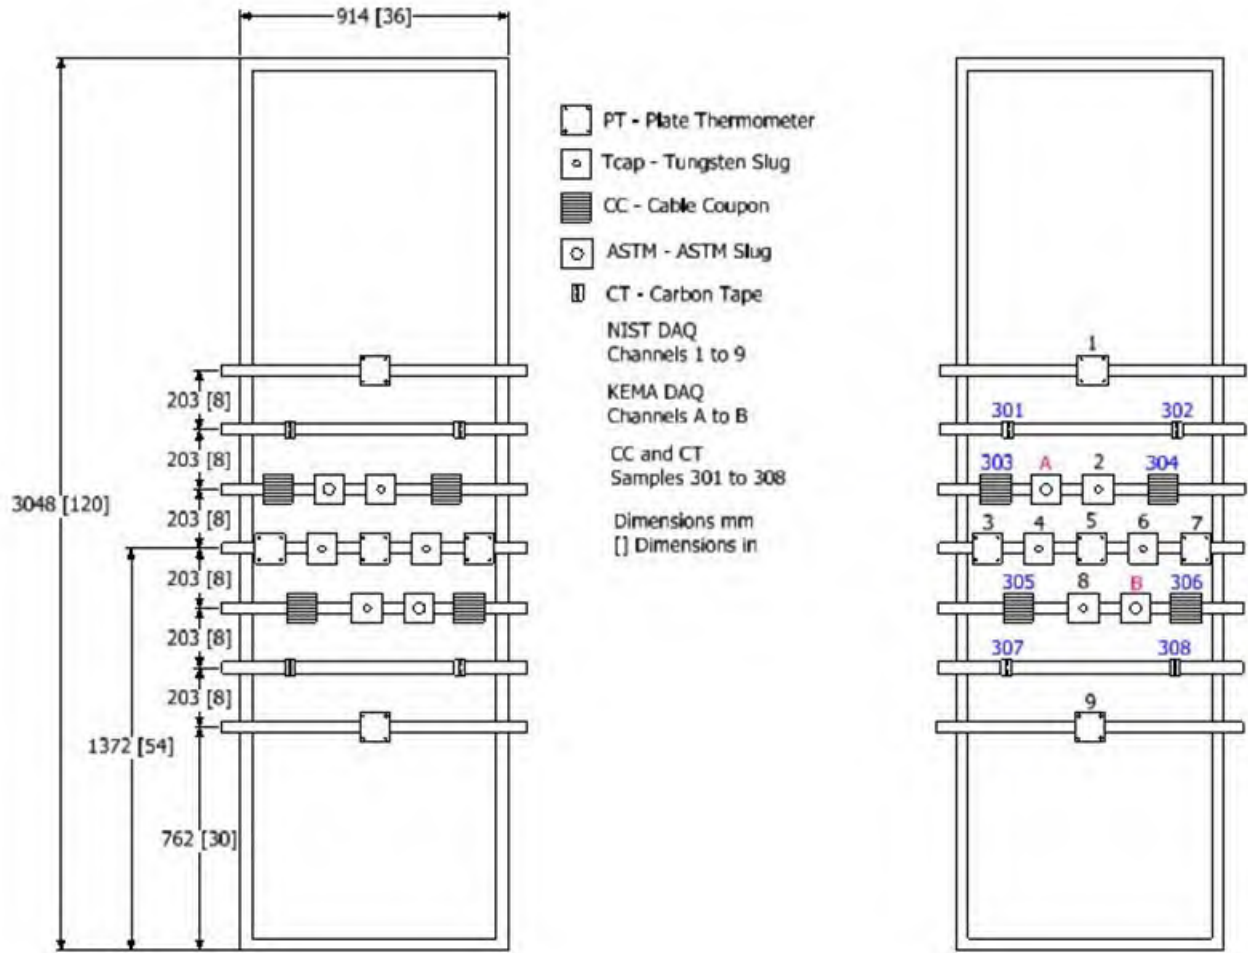 914 [36]
PT - Plate Thermometer
Tcap - Tungsten Slug
CC - Cable Coupon
ASTM - ASTM Slug
CT - Carbon Tape
NIST DAQ
Channels 1 to 9
KEMA DAQ
Channels A to B
CC and CT
Samples 301 to 308
Dimensions mm
[] Dimensions in
203 [8]
203 [8]
203 [8]
203 [8]
203 [8]
203 [8]
3048 [120]
1372 [54]
762 [30]
1
301 302
303 A 2 304
3 4 5 6 7
305 8 B 306
307 308
9